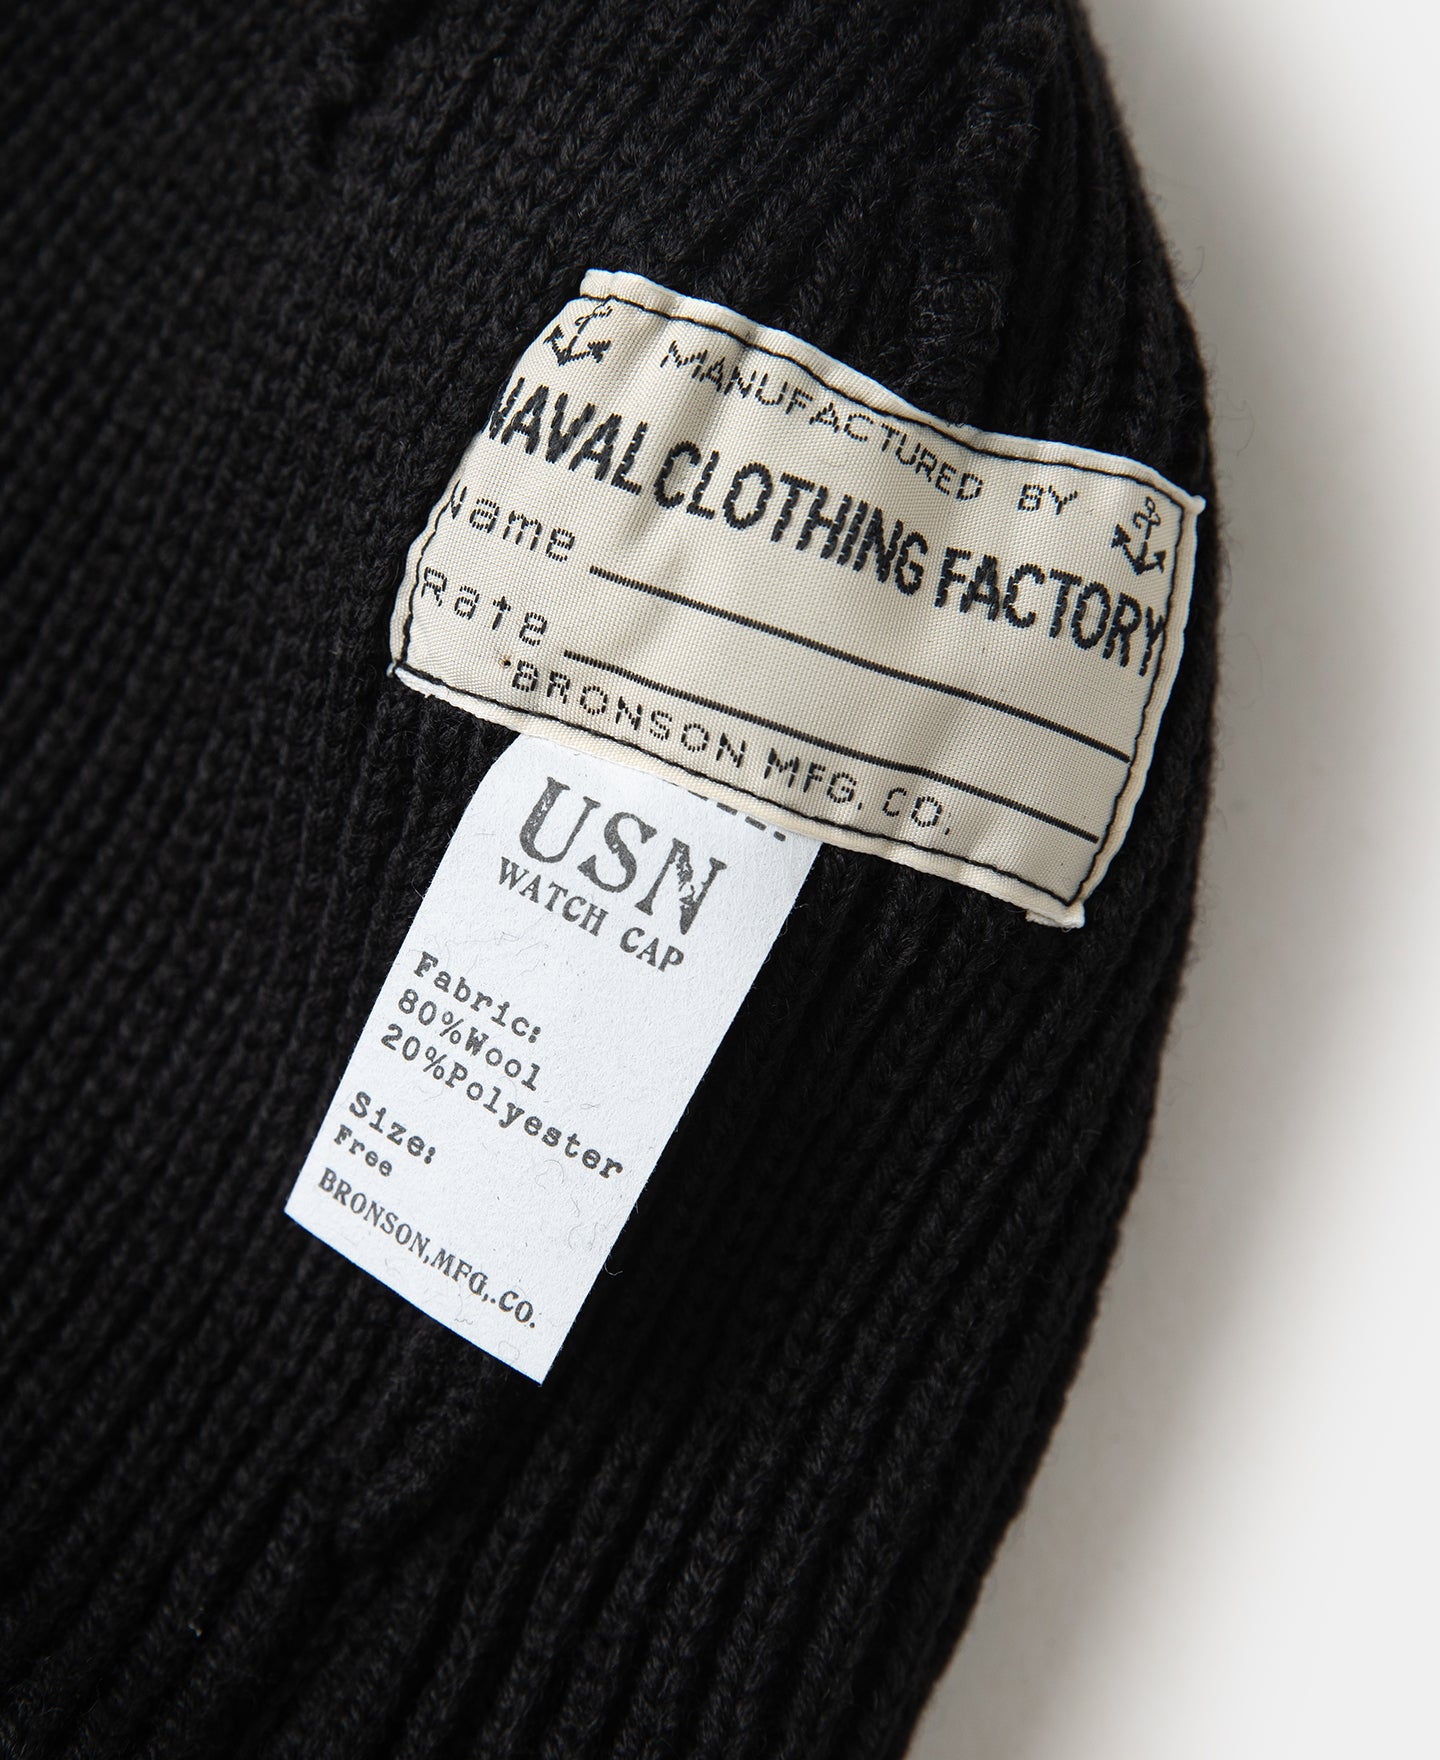 MANUFACTURED BY
NAVAL CLOTHING FACTORY
Name
Rate
BRONSON MFG. CO.
USN
WATCH CAP
Fabric:
80%Wool
20%Polyester
Size:
Free
BRONSON,MFG,.CO.